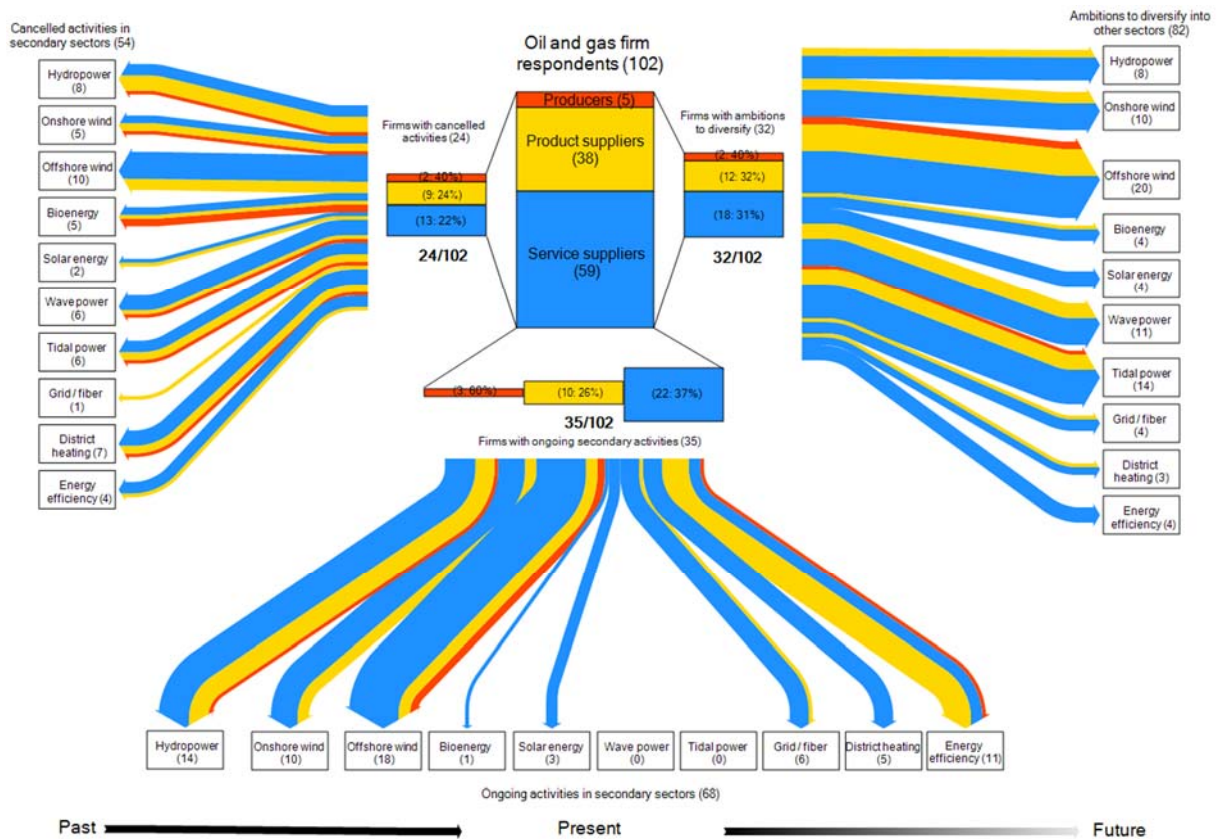 Cancelled activities in
secondary sectors (54)
Hydropower
(8)
Onshore wind
(5)
Offshore wind
(10)
Bioenergy
(5)
Solar energy
(2)
Wave power
(6)
Tidal power
(6)
Grid / fiber
(1)
District
heating (7)
Energy
efficiency (4)
Firms with cancelled
activities (24)
(2: 40%)
(9: 24%)
(13: 22%)
24/102
Oil and gas firm
respondents (102)
Producers (5)
Product suppliers
(38)
Service suppliers
(59)
Firms with ambitions
to diversify (32)
(2: 40%)
(12: 32%)
(18: 31%)
32/102
Ambitions to diversify into
other sectors (82)
Hydropower
(8)
Onshore wind
(10)
Offshore wind
(20)
Bioenergy
(4)
Solar energy
(4)
Wave power
(11)
Tidal power
(14)
Grid / fiber
(4)
District
heating (3)
Energy
efficiency (4)
(3: 60%)
(10: 26%)
(22: 37%)
35/102
Firms with ongoing secondary activities (35)
Hydropower
(14)
Onshore wind
(10)
Offshore wind
(18)
Bioenergy
(1)
Solar energy
(3)
Wave power
(0)
Tidal power
(0)
Grid / fiber
(6)
District heating
(5)
Energy
efficiency (11)
Ongoing activities in secondary sectors (68)
Past
Present
Future